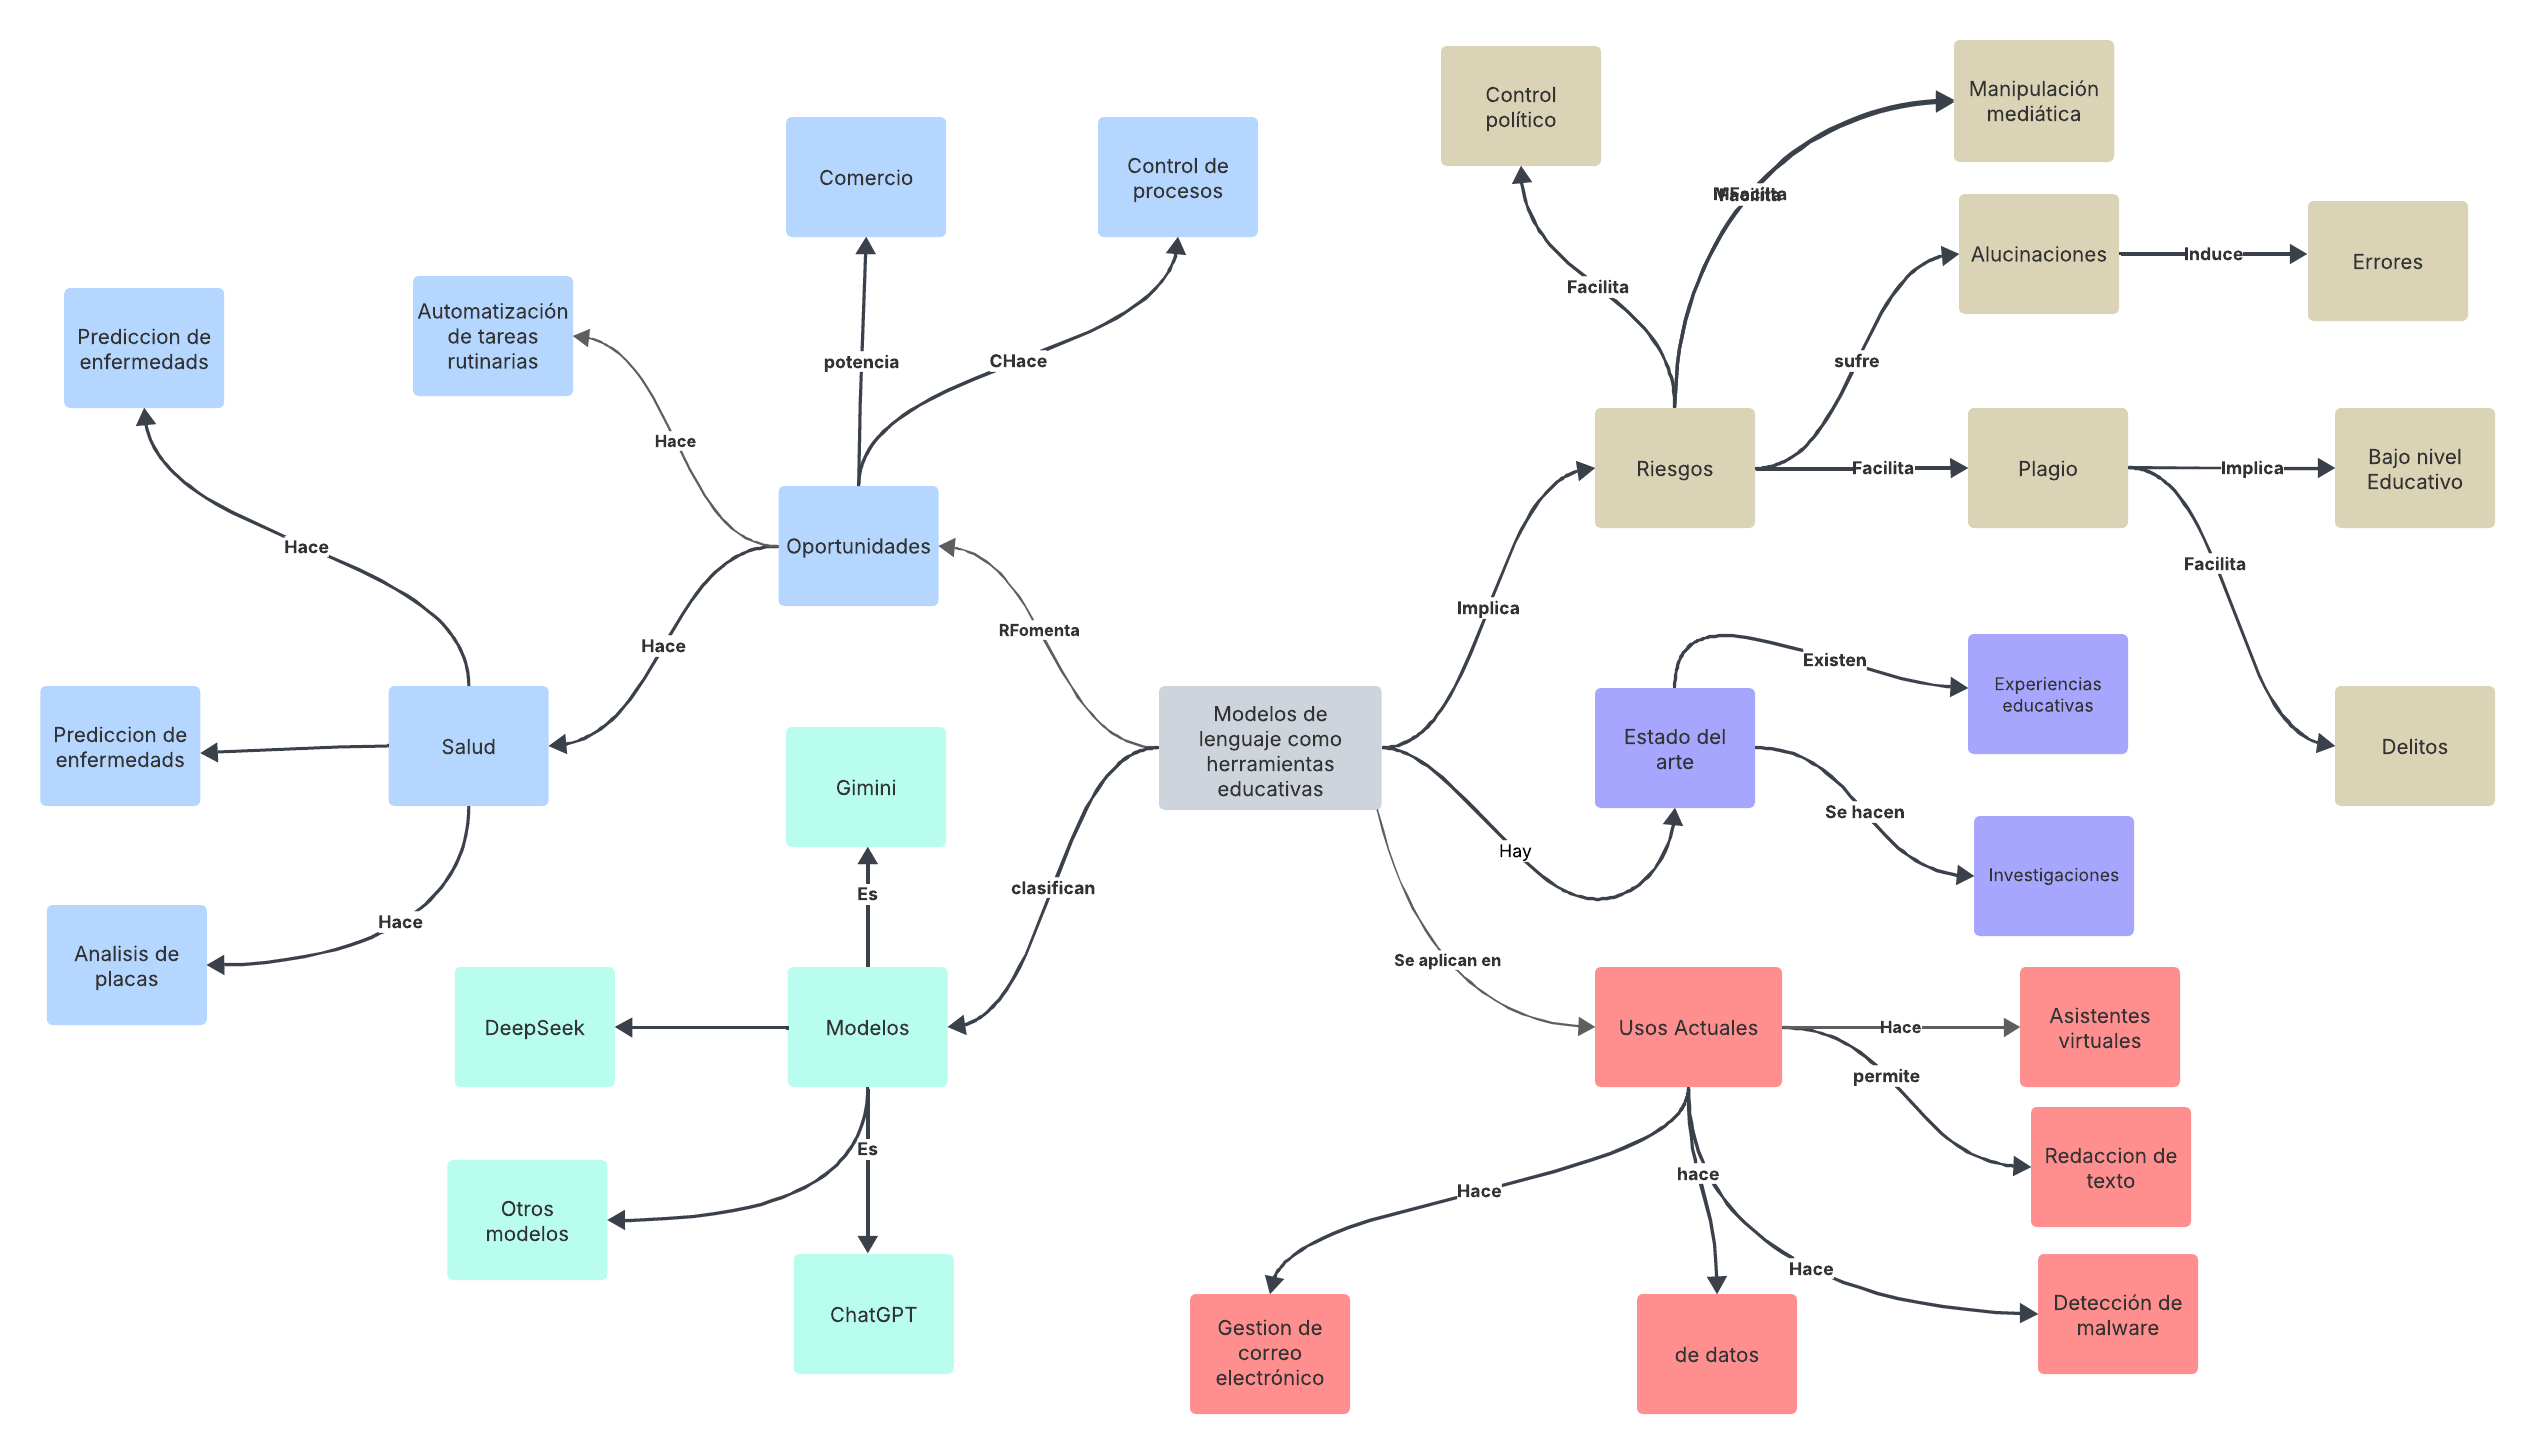 Control
político
Manipulación
mediática
Comercio
Control de
procesos
Facilita
Alucinaciones
Induce
Errores
Facilita
Automatización
de tareas
rutinarias
Prediccion de
enfermedads
potencia
CHace
sufre
Hace
Riesgos
Facilita
Plagio
Implica
Bajo nivel
Educativo
Hace
Oportunidades
Facilita
RFomenta
Implica
Hace
Existen
Experiencias
educativas
Prediccion de
enfermedads
Salud
Modelos de
lenguaje como
herramientas
educativas
Estado del
arte
Delitos
Gimini
Se hacen
Hay
Investigaciones
Es
clasifican
Hace
Analisis de
placas
Se aplican en
DeepSeek
Modelos
Usos Actuales
Hace
Asistentes
virtuales
permite
Es
Redaccion de
texto
hace
Hace
Otros
modelos
Hace
ChatGPT
Detección de
malware
Gestion de
correo
electrónico
de datos